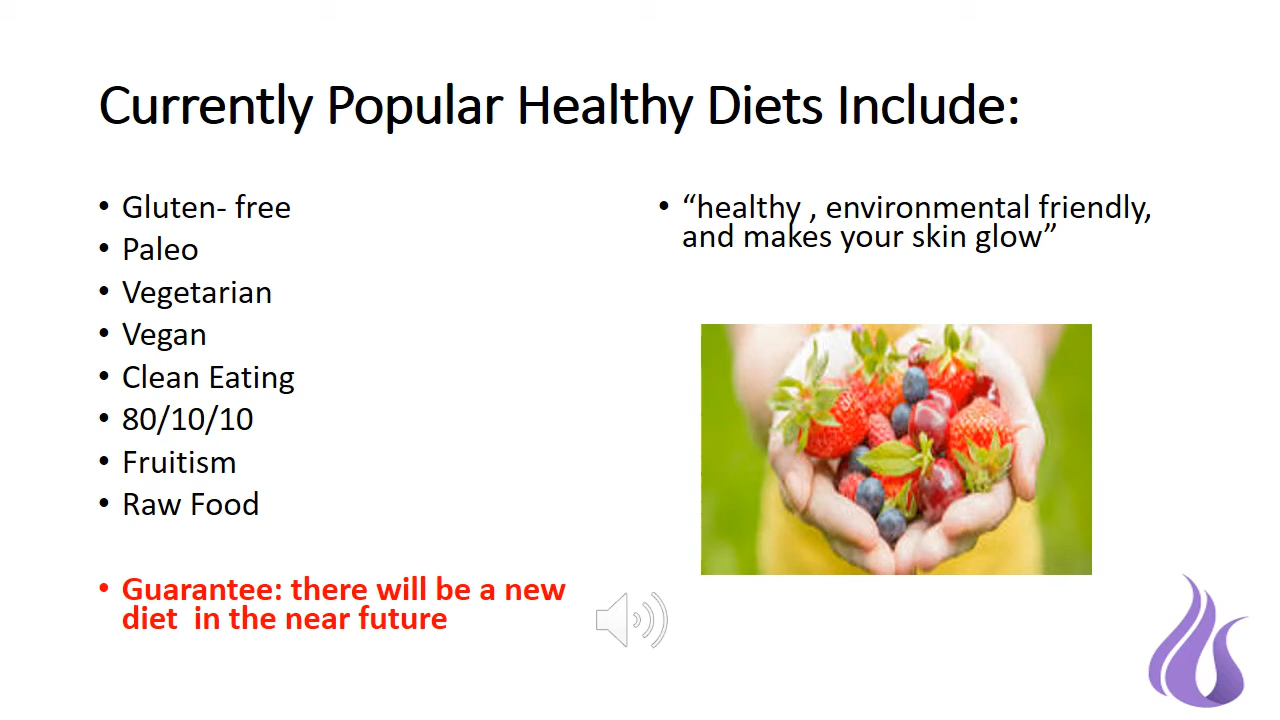 Currently Popular Healthy Diets Include:
• Gluten- free
• Paleo
• Vegetarian
• Vegan
• Clean Eating
• 80/10/10
• Fruitism
• Raw Food
• Guarantee: there will be a new
diet  in the near future
• “healthy , environmental friendly,
and makes your skin glow”